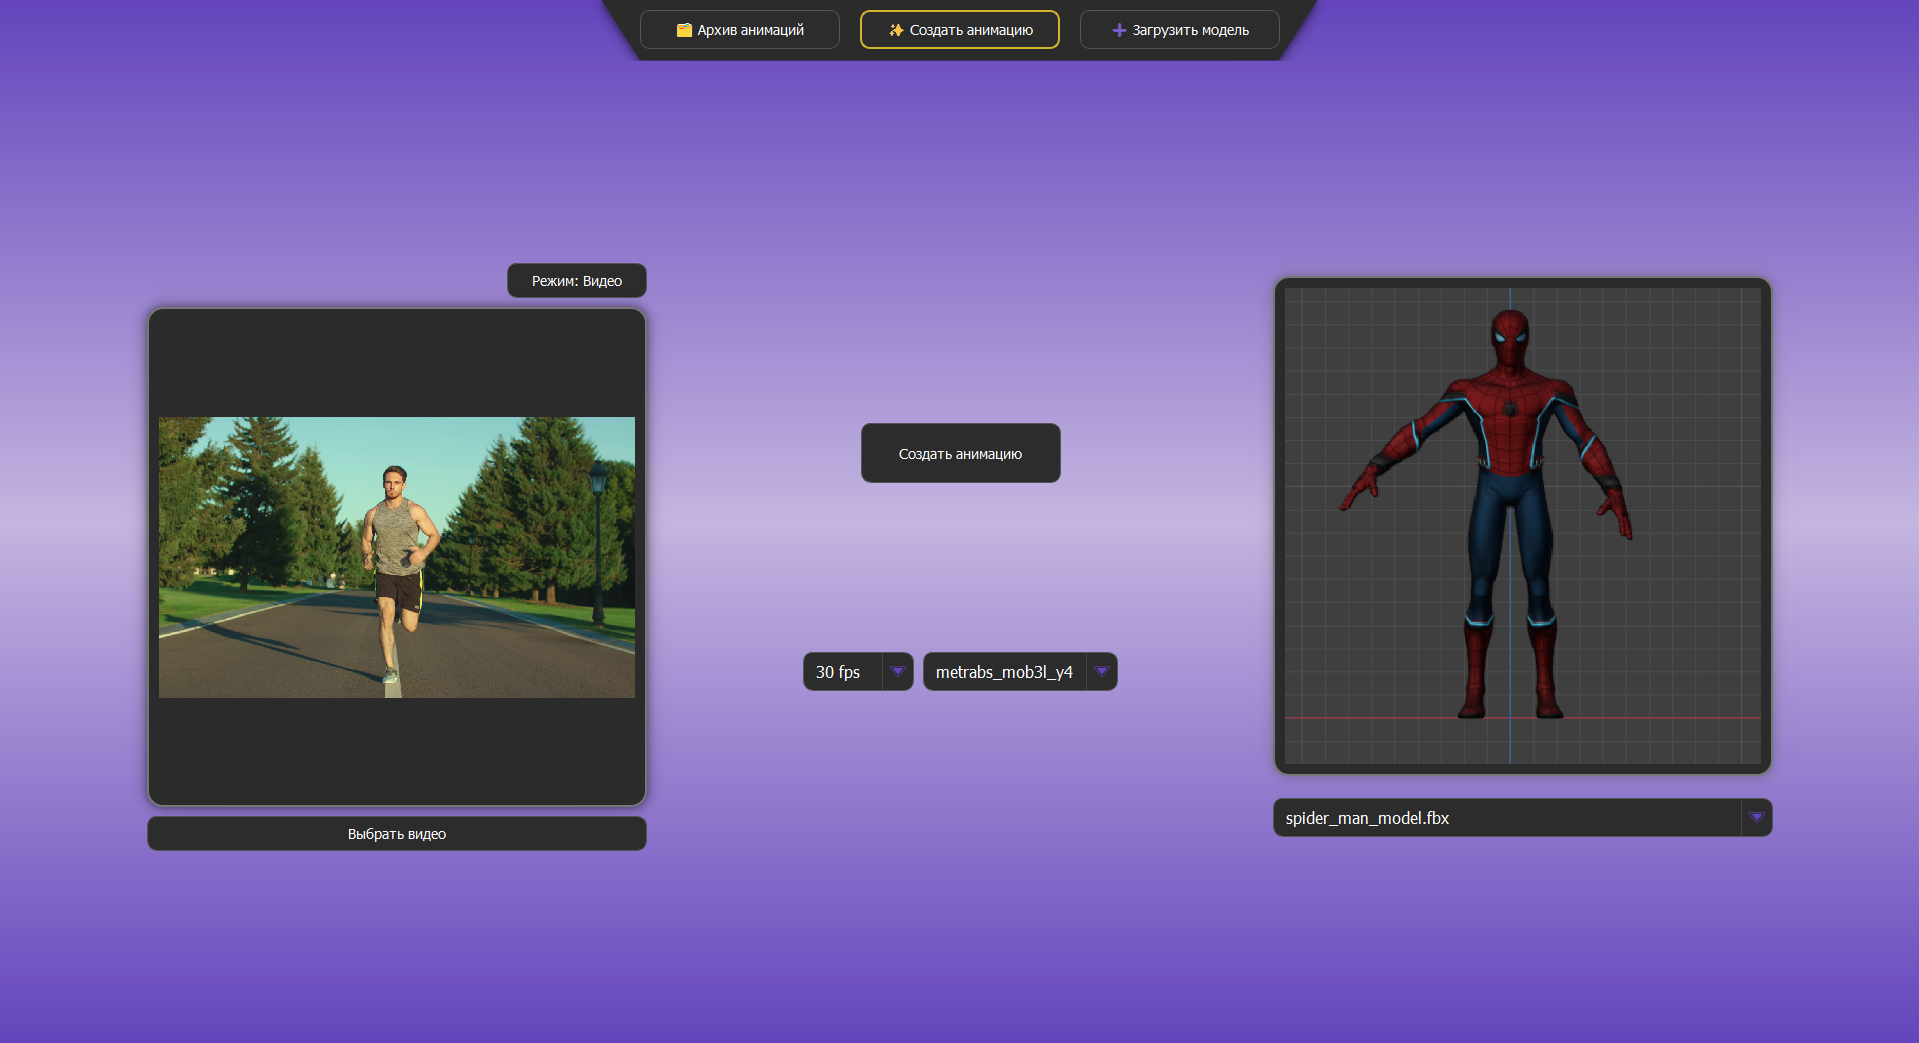 Архив анимаций
Создать анимацию
Загрузить модель
Режим: Видео
Создать анимацию
30 fps
metrabs_mob3l_y4
Выбрать видео
spider_man_model.fbx